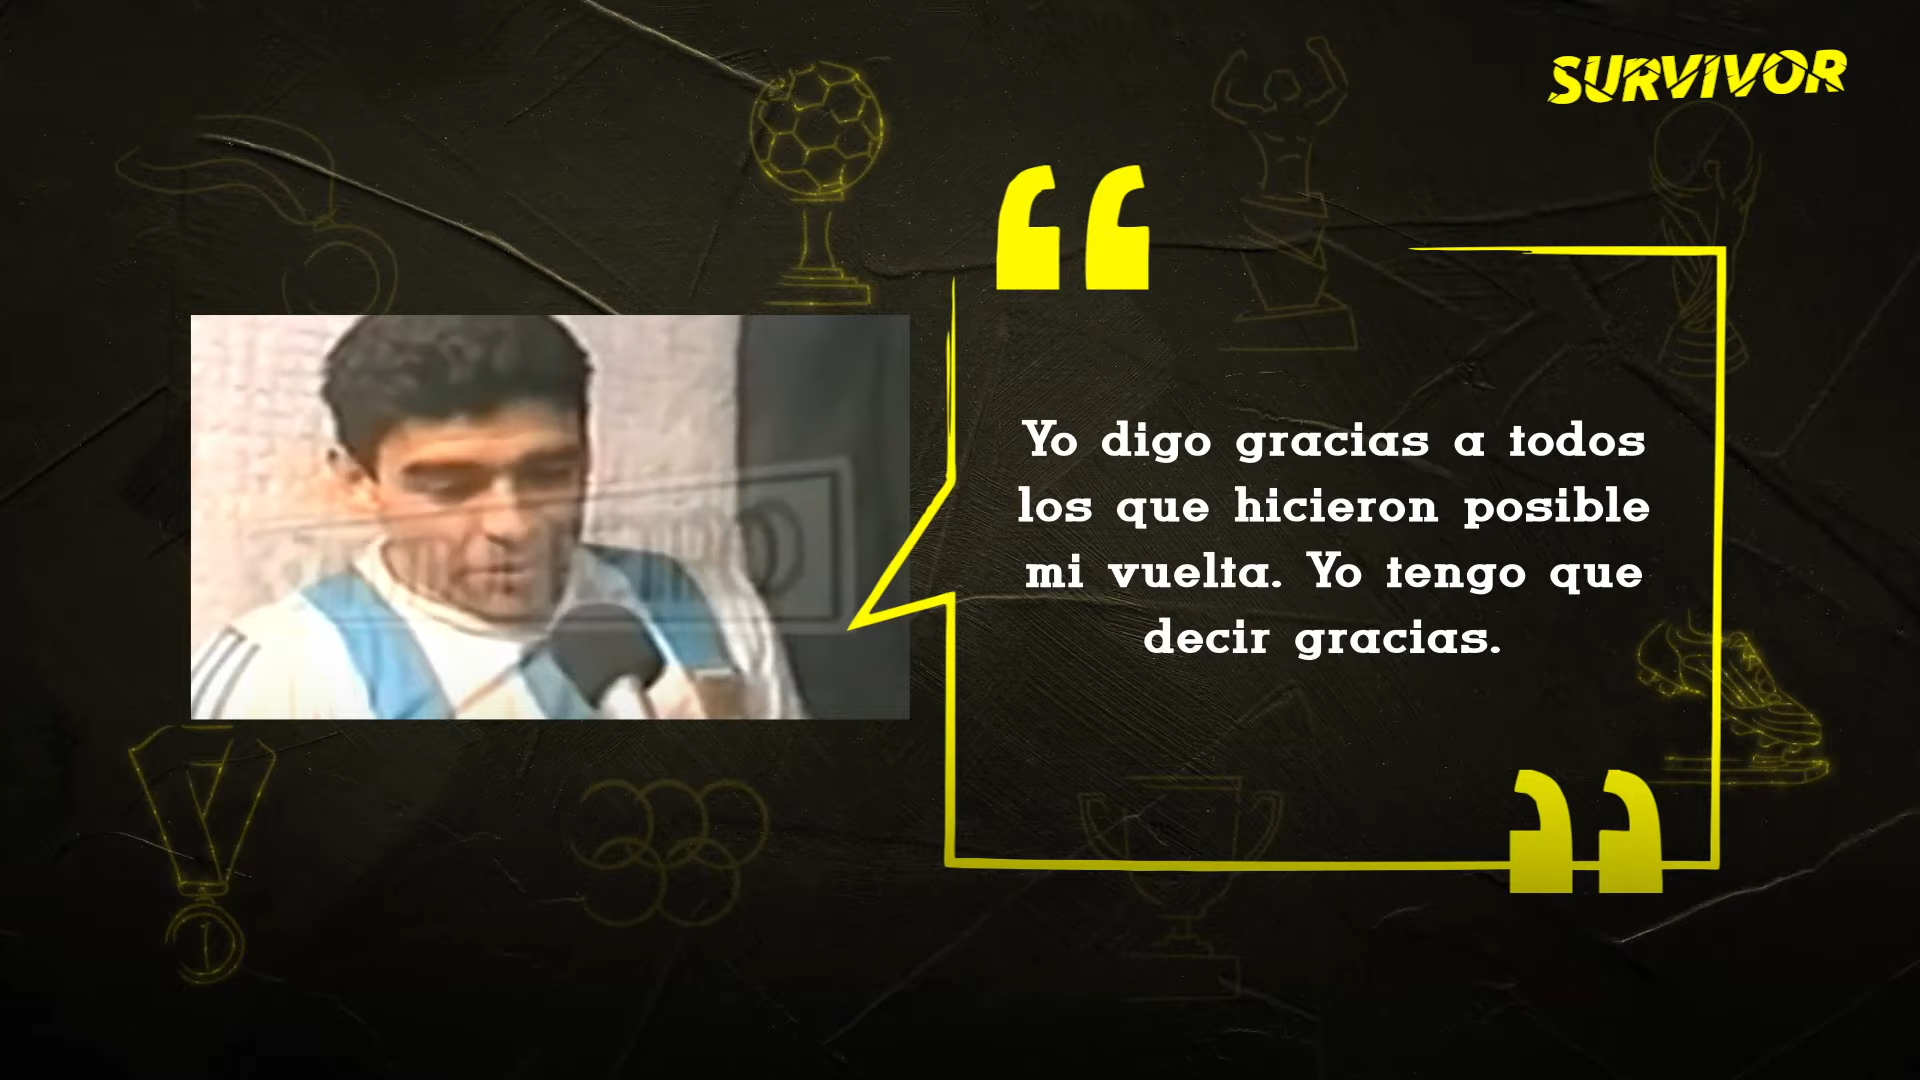 SURVIVOR
Yo digo gracias a todos
los que hicieron posible
mi vuelta. Yo tengo que
decir gracias.